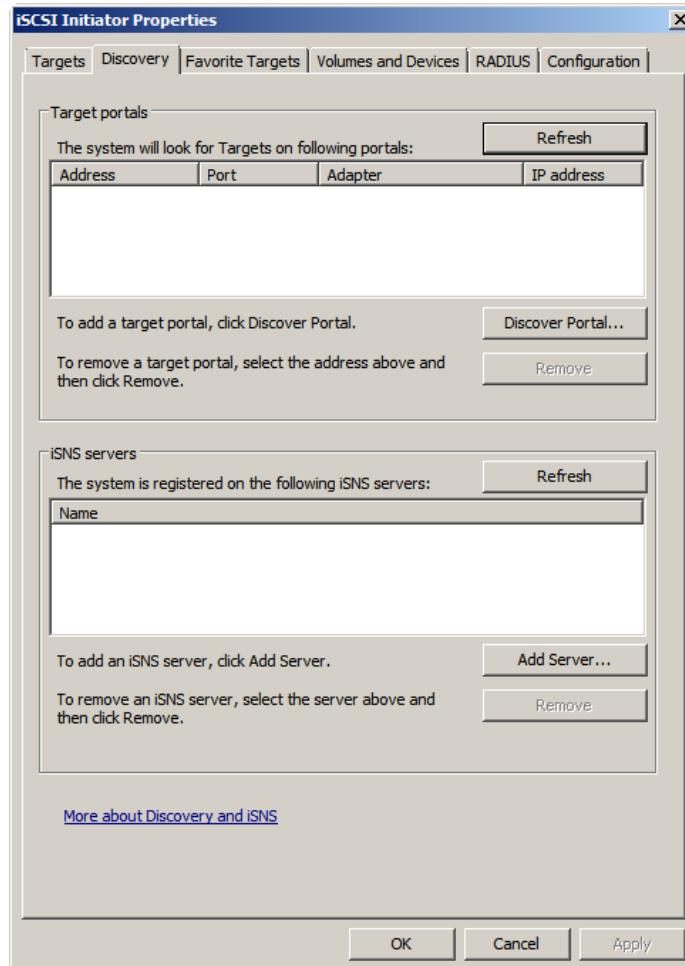 iSCSI Initiator Properties
Targets Discovery Favorite Targets Volumes and Devices RADIUS Configuration
Target portals
The system will look for Targets on following portals: Refresh
Address Port Adapter IP address
To add a target portal, click Discover Portal. Discover Portal...
To remove a target portal, select the address above and
then click Remove. Remove
iSNS servers
The system is registered on the following iSNS servers: Refresh
Name
To add an iSNS server, click Add Server. Add Server...
To remove an iSNS server, select the server above and
then click Remove. Remove
More about Discovery and iSNS
OK Cancel Apply